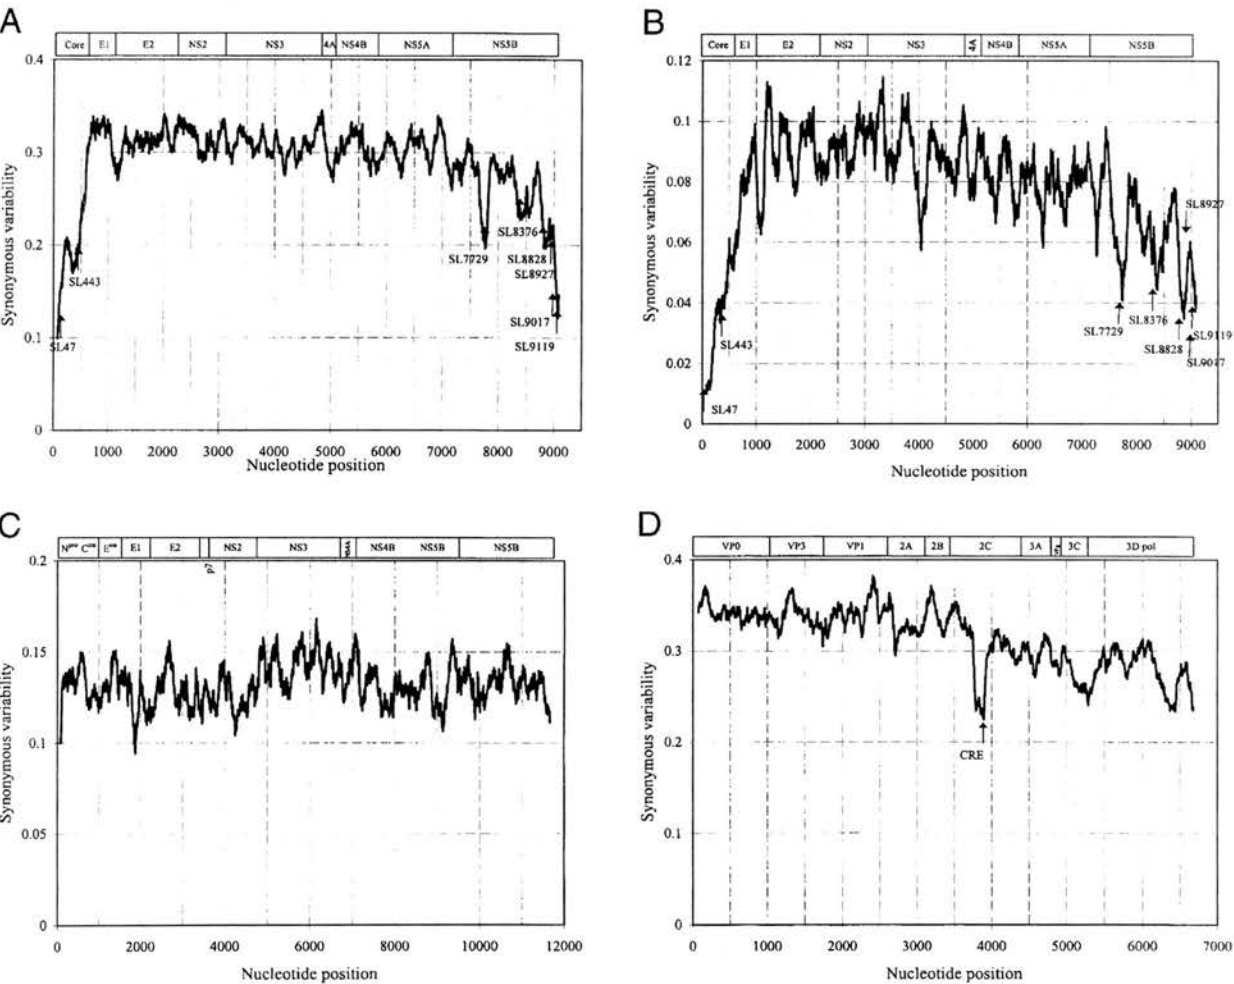 A
Core E1 E2 NS2 NS3 4A NS4B NS5A NS5B
0.4
0.3
0.2
0.1
0
Synonymous variability
SL47
SL443
SL7729
SL8376
SL8828
SL8927
SL9017
SL9119
0 1000 2000 3000 4000 5000 6000 7000 8000 9000
Nucleotide position
B
Core E1 E2 NS2 NS3 4A NS4B NS5A NS5B
0.12
0.1
0.08
0.06
0.04
0.02
0
Synonymous variability
SL47
SL443
SL7729
SL8376
SL8828
SL8927
SL9119
SL9017
0 1000 2000 3000 4000 5000 6000 7000 8000 9000
Nucleotide position
C
N^pro C^cap E1 E2 p7 NS2 NS3 NS4A NS4B NS5B NS5B
0.2
0.15
0.1
0.05
0
Synonymous variability
0 2000 4000 6000 8000 10000 12000
Nucleotide position
D
VP0 VP3 VP1 2A 2B 2C 3A 3C 3D pol
0.4
0.3
0.2
0.1
0
Synonymous variability
CRE
0 1000 2000 3000 4000 5000 6000 7000
Nucleotide position